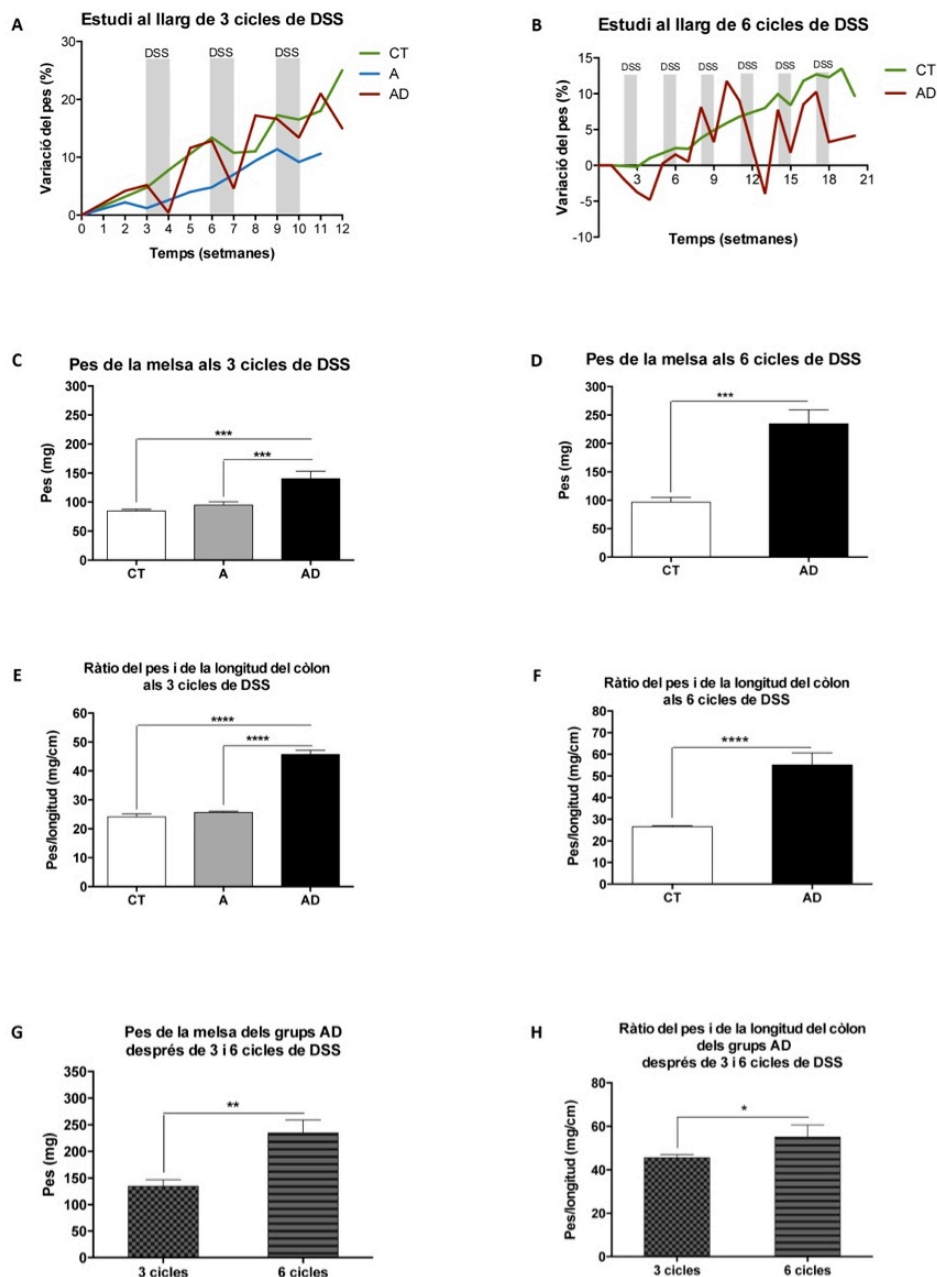 A
Estudi al llarg de 3 cicles de DSS
Variació del pes (%)
30
20
10
0
DSS
DSS
DSS
CT
A
AD
0 1 2 3 4 5 6 7 8 9 10 11 12
Temps (setmanes)
B
Estudi al llarg de 6 cicles de DSS
Variació del pes (%)
15
10
5
0
-5
-10
DSS
DSS
DSS
DSS
DSS
DSS
CT
AD
3 6 9 12 15 18 21
Temps (setmanes)
C
Pes de la melsa als 3 cicles de DSS
Pes (mg)
300
250
200
150
100
50
0
***
***
CT A AD
D
Pes de la melsa als 6 cicles de DSS
Pes (mg)
300
250
200
150
100
50
0
***
CT AD
E
Ràtio del pes i de la longitud del còlon
als 3 cicles de DSS
Pes/longitud (mg/cm)
60
50
40
30
20
10
0
****
****
CT A AD
F
Ràtio del pes i de la longitud del còlon
als 6 cicles de DSS
Pes/longitud (mg/cm)
80
70
60
50
40
30
20
10
0
****
CT AD
G
Pes de la melsa dels grups AD
després de 3 i 6 cicles de DSS
Pes (mg)
350
300
250
200
150
100
50
0
**
3 cicles 6 cicles
H
Ràtio del pes i de la longitud del còlon
dels grups AD
després de 3 i 6 cicles de DSS
Pes/longitud (mg/cm)
80
60
40
20
0
*
3 cicles 6 cicles